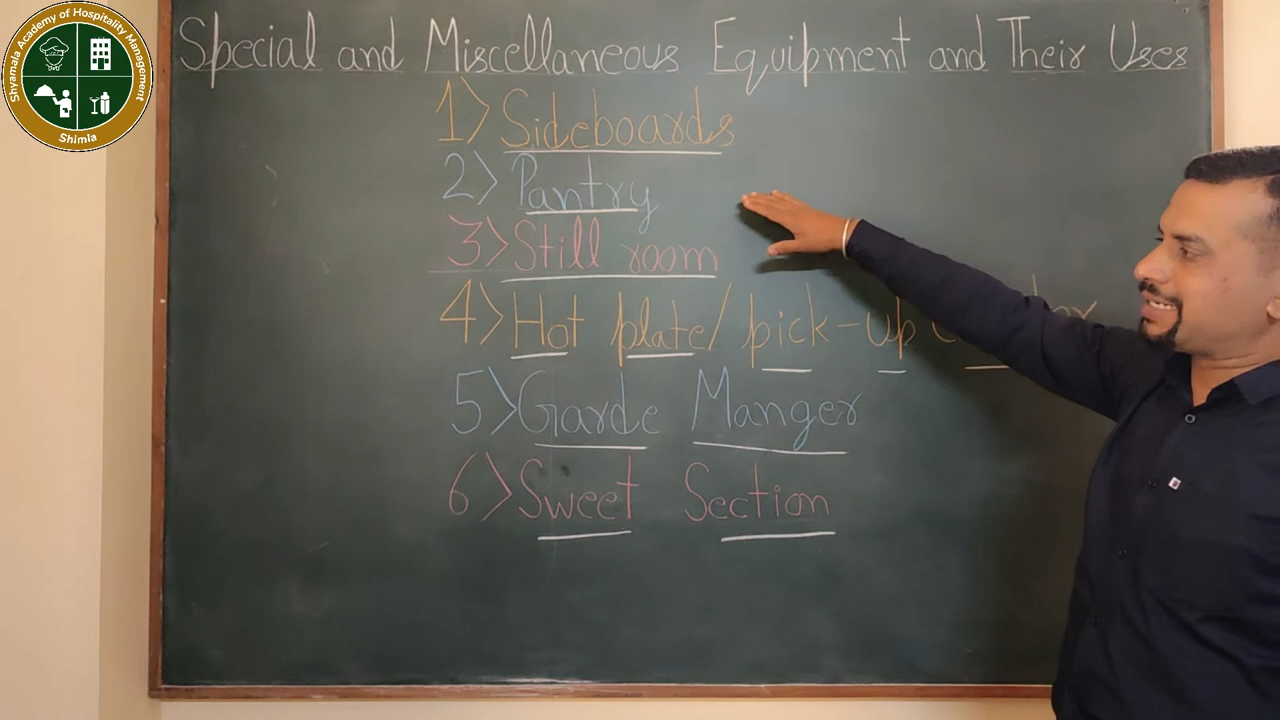 Shyamala Academy of Hospitality Management
Shimla
Special and Miscellaneous Equipment and Their Uses
1) Sideboards
2) Pantry
3) Still room
4) Hot plate/ pick-up
5) Garde Manger
6) Sweet Section